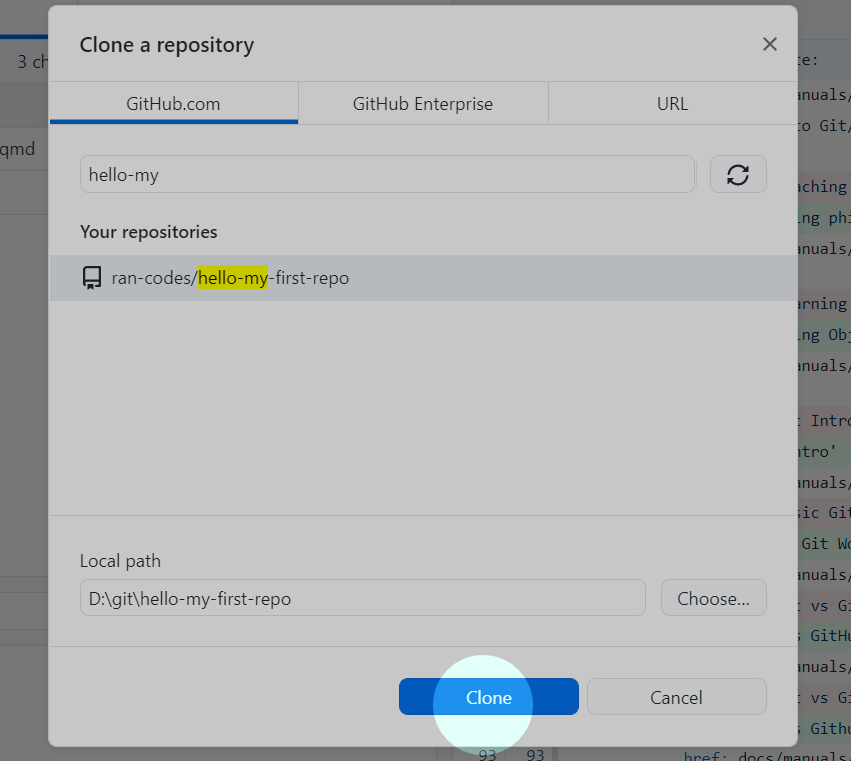 Clone a repository
3 ch
GitHub.com
GitHub Enterprise
URL
qmd
hello-my
Your repositories
ran-codes/hello-my-first-repo
Local path
D:\git\hello-my-first-repo
Choose...
Clone
Cancel
93 93
href: docs/manuals/
te:
anuals/
to Git/
aching
ing phi
anuals/
arning
ing Obj
anuals/
t Intro
ntro'
anuals/
sic Git
Git Wo
anuals/
t vs Gi
s GitHu
anuals/
t vs Gi
s Githu